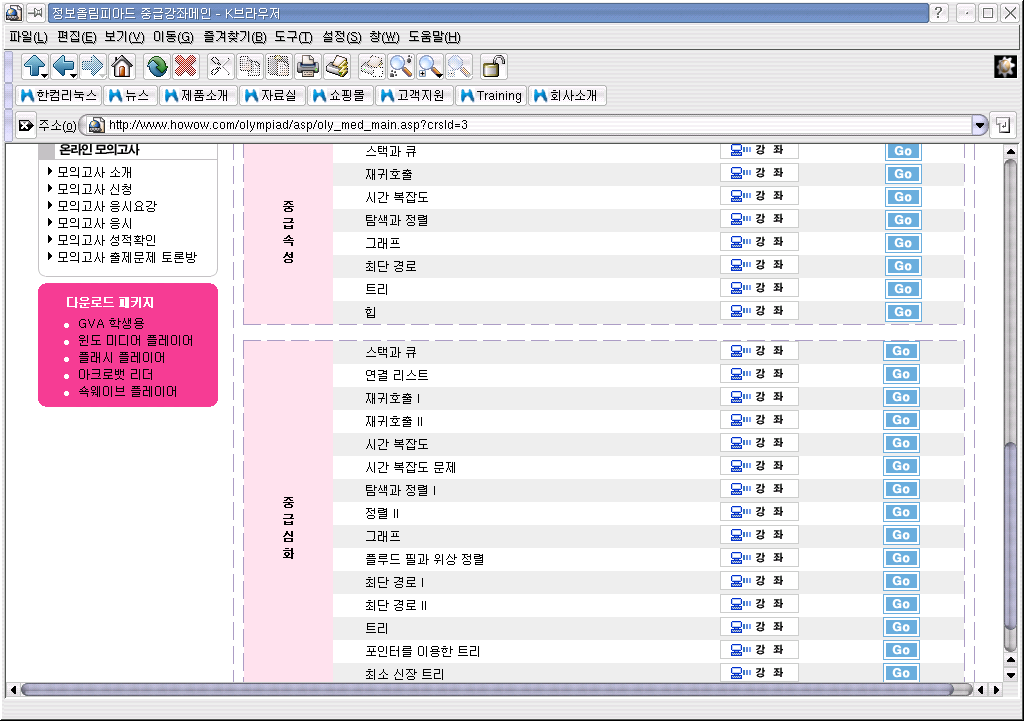 정보올림피아드 중급강좌메인 - K브라우저
파일(L) 편집(E) 보기(V) 이동(G) 즐겨찾기(B) 도구(T) 설정(S) 창(W) 도움말(H)
한컴리눅스 뉴스 제품소개 자료실 쇼핑몰 고객지원 Training 회사소개
주소(o) http://www.howow.com/olympiad/asp/oly_med_main.asp?crsId=3
온라인 모의고사
모의고사 소개
모의고사 신청
모의고사 응시요강
모의고사 응시
모의고사 성적확인
모의고사 출제문제 토론방
다운로드 패키지
GVA 학생용
윈도 미디어 플레이어
플래시 플레이어
아크로뱃 리더
쇽웨이브 플레이어
중급속성
스택과 큐 강 좌 Go
재귀호출 강 좌 Go
시간 복잡도 강 좌 Go
탐색과 정렬 강 좌 Go
그래프 강 좌 Go
최단 경로 강 좌 Go
트리 강 좌 Go
힙 강 좌 Go
중급심화
스택과 큐 강 좌 Go
연결 리스트 강 좌 Go
재귀호출 I 강 좌 Go
재귀호출 II 강 좌 Go
시간 복잡도 강 좌 Go
시간 복잡도 문제 강 좌 Go
탐색과 정렬 I 강 좌 Go
정렬 II 강 좌 Go
그래프 강 좌 Go
플루드 필과 위상 정렬 강 좌 Go
최단 경로 I 강 좌 Go
최단 경로 II 강 좌 Go
트리 강 좌 Go
포인터를 이용한 트리 강 좌 Go
최소 신장 트리 강 좌 Go